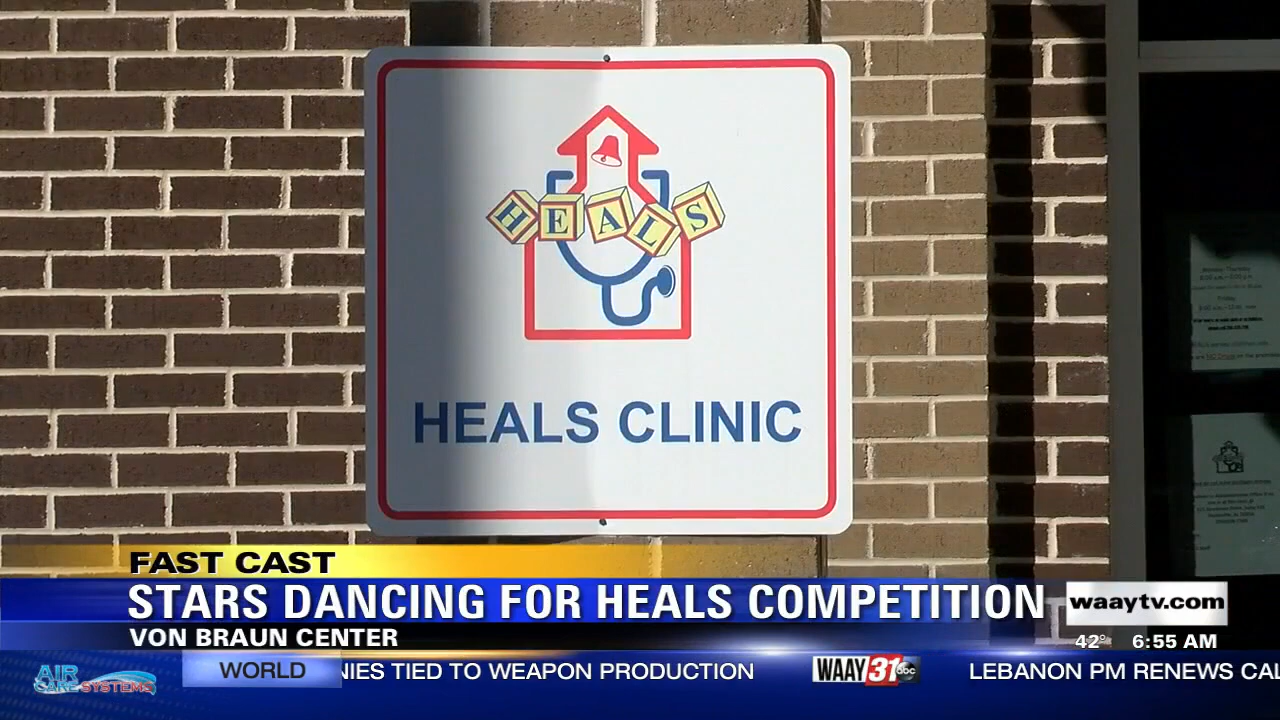 HEALS
HEALS CLINIC
FAST CAST
STARS DANCING FOR HEALS COMPETITION
VON BRAUN CENTER
waaytv.com
42° 6:55 AM
AIR CARE SYSTEMS
WORLD
NIES TIED TO WEAPON PRODUCTION
WAAY 31 abc
LEBANON PM RENEWS CAL